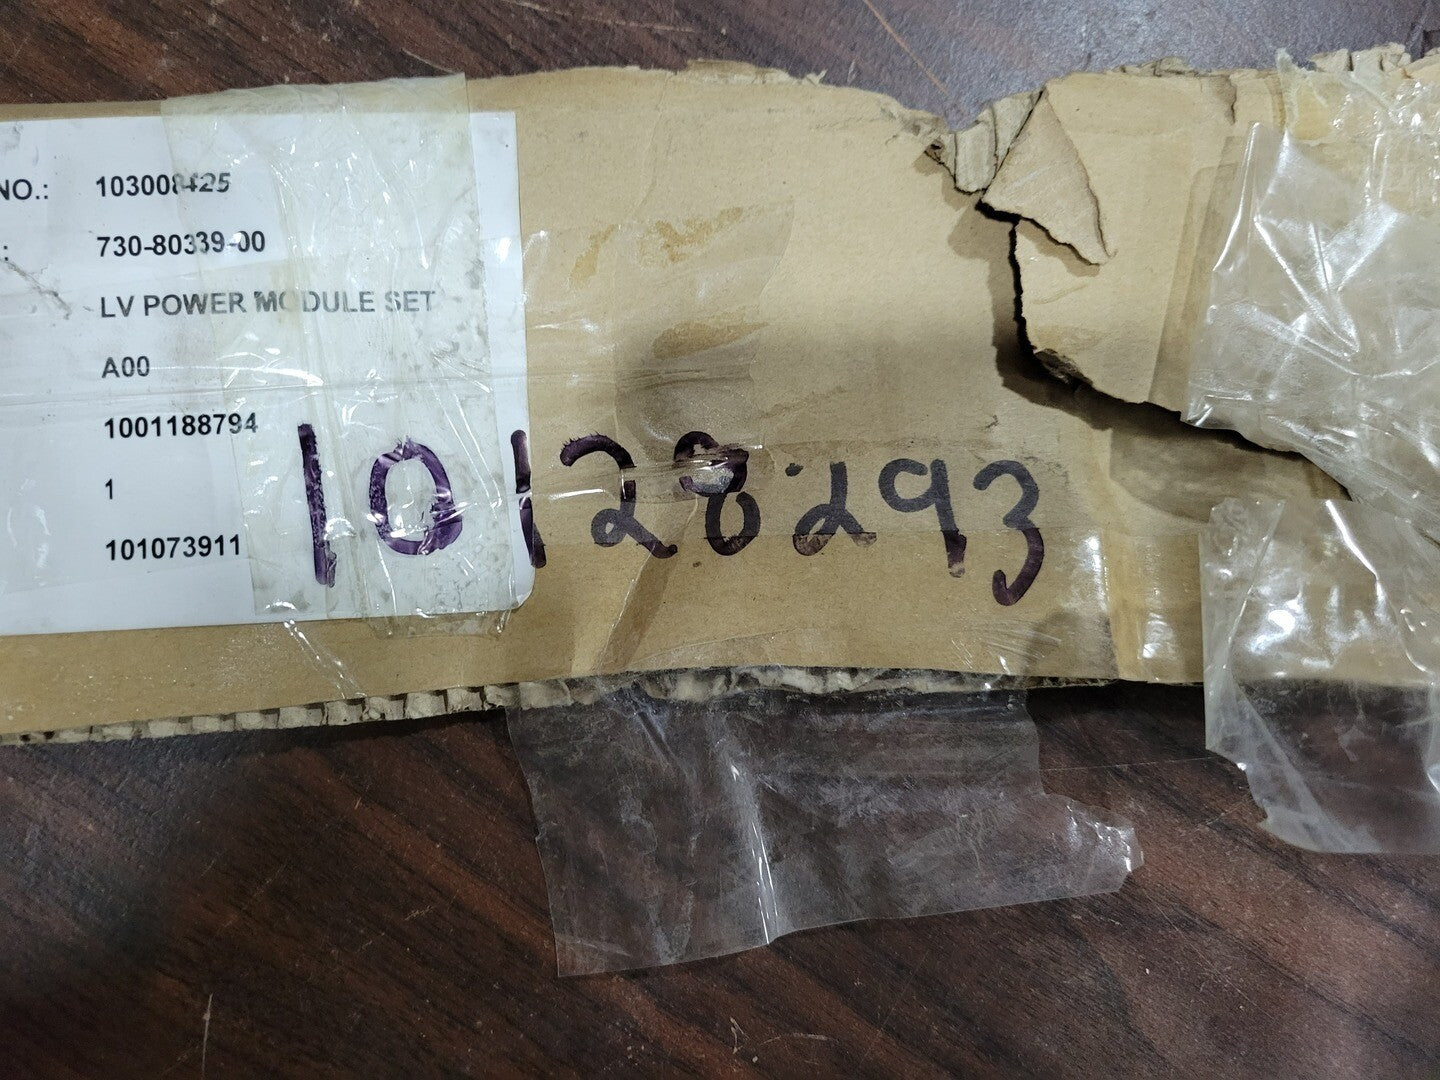 NO.: 103008425
: 730-80339-00
LV POWER MODULE SET
A00
1001188794
1
101073911
10128293